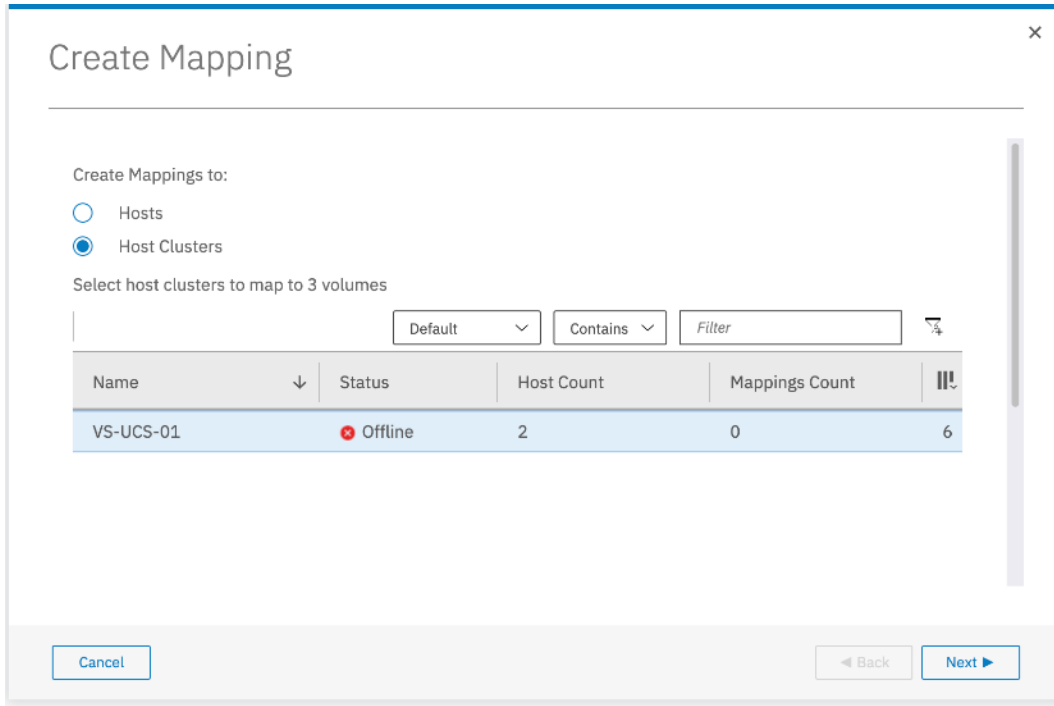 Create Mapping
Create Mappings to:
Hosts
Host Clusters
Select host clusters to map to 3 volumes
Default Contains Filter
Name Status Host Count Mappings Count
VS-UCS-01 Offline 2 0 6
Cancel Back Next